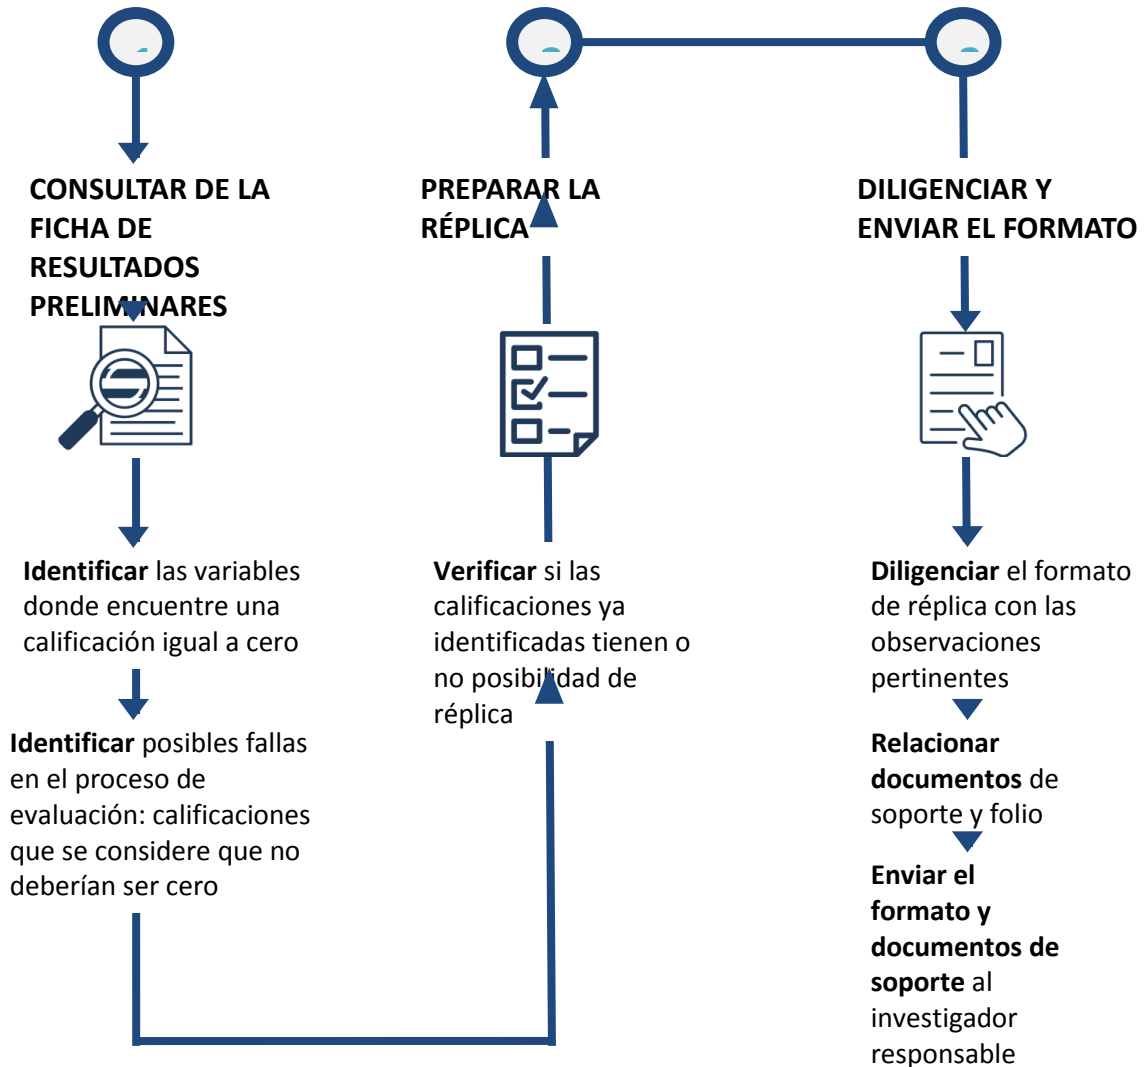 CONSULTAR DE LA
FICHA DE
RESULTADOS
PRELIMINARES
Identificar las variables
donde encuentre una
calificación igual a cero
Identificar posibles fallas
en el proceso de
evaluación: calificaciones
que se considere que no
deberían ser cero
PREPARAR LA
RÉPLICA
Verificar si las
calificaciones ya
identificadas tienen o
no posibilidad de
réplica
DILIGENCIAR Y
ENVIAR EL FORMATO
Diligenciar el formato
de réplica con las
observaciones
pertinentes
Relacionar
documentos de
soporte y folio
Enviar el
formato y
documentos de
soporte al
investigador
responsable